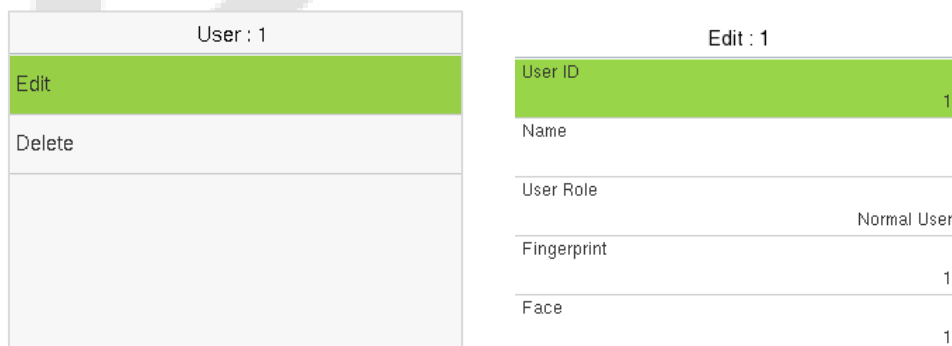 User : 1
Edit
Delete
Edit : 1
User ID
1
Name
User Role
Normal User
Fingerprint
1
Face
1